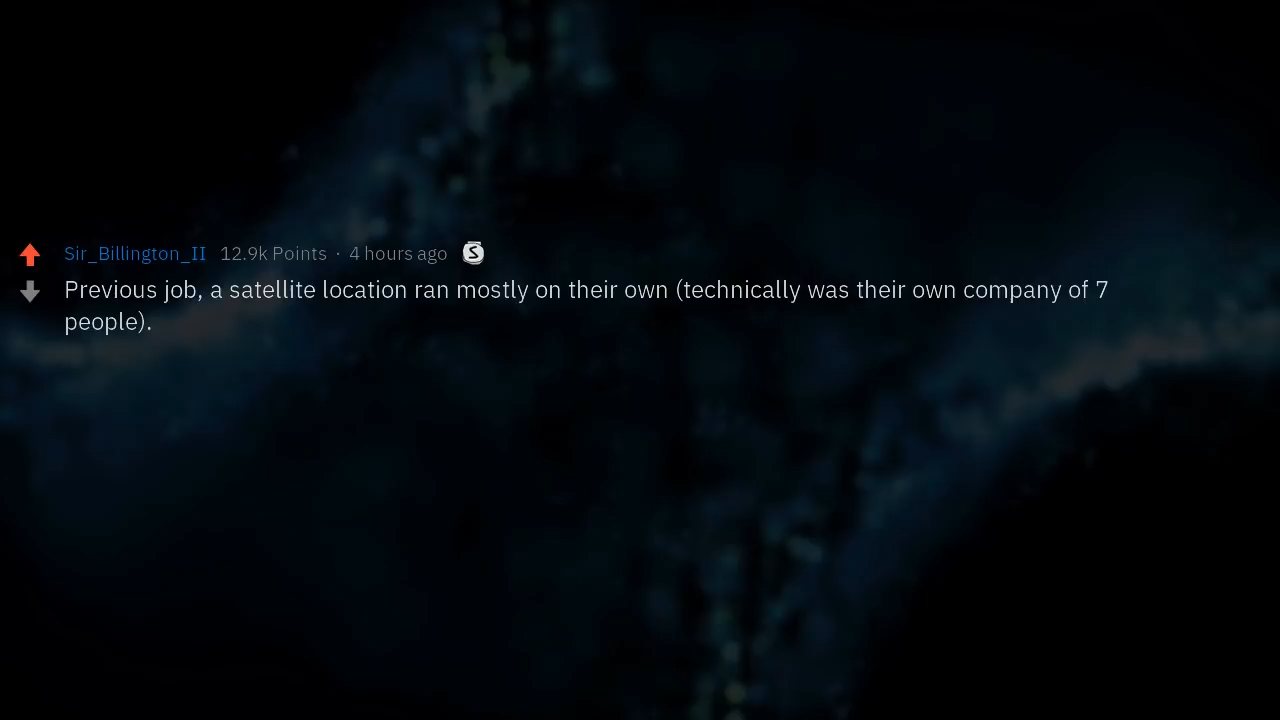 Sir_Billington_II 12.9k Points · 4 hours ago S
Previous job, a satellite location ran mostly on their own (technically was their own company of 7
people).